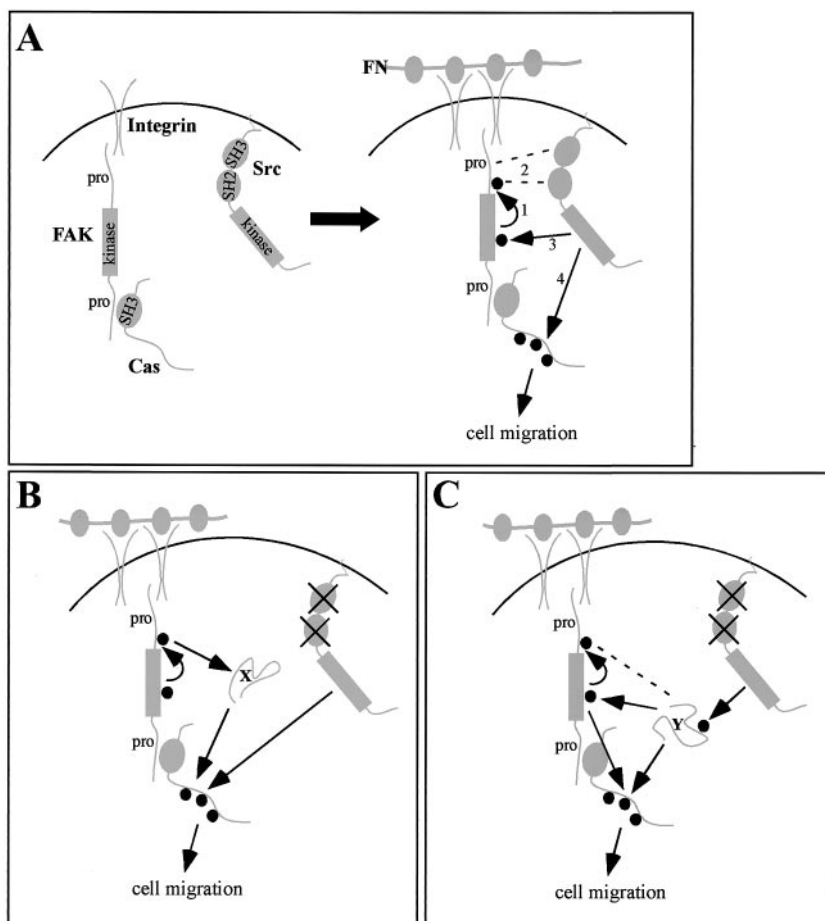 A
FN
Integrin
pro
SH3
SH2
Src
FAK
kinase
kinase
pro
SH3
Cas
pro
2
1
3
4
pro
cell migration
B
pro
X
pro
cell migration
C
pro
Y
pro
cell migration